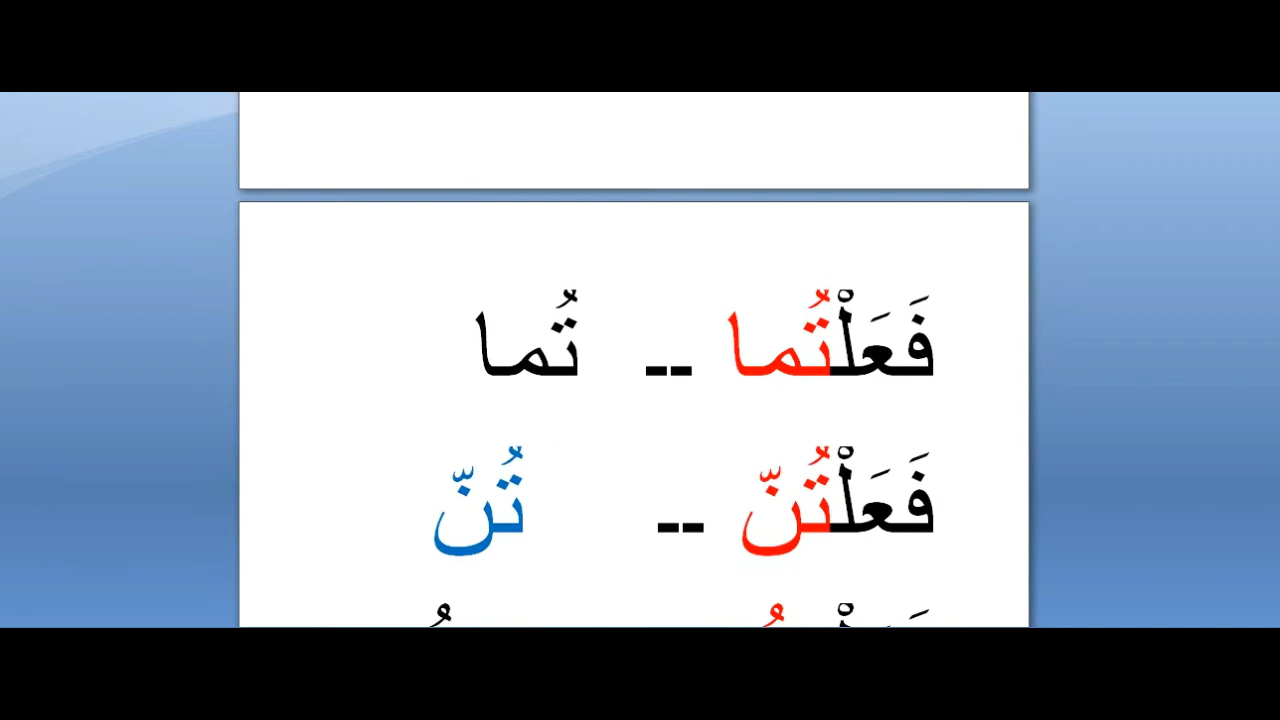 فَعَلْتُما -- تُما
فَعَلْتُنّ -- تُنّ